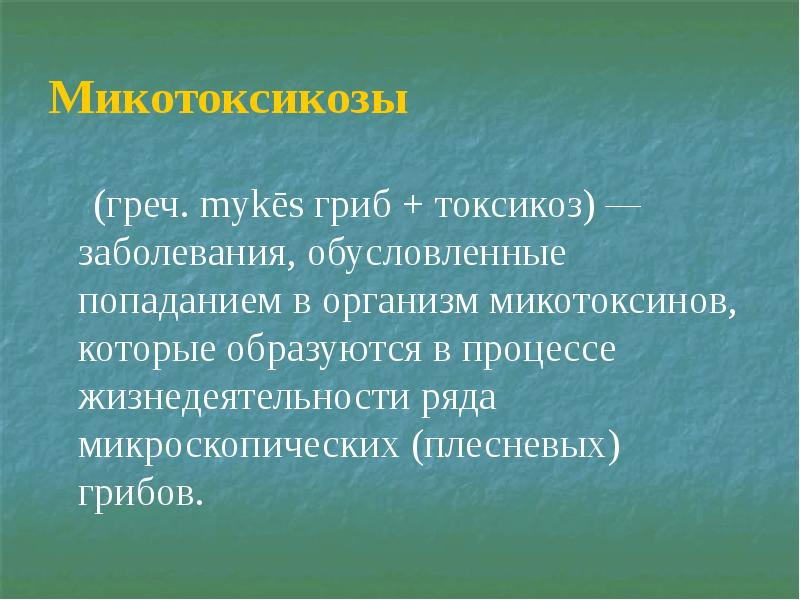 Микотоксикозы
(греч. mykēs гриб + токсикоз) —
заболевания, обусловленные
попаданием в организм микотоксинов,
которые образуются в процессе
жизнедеятельности ряда
микроскопических (плесневых)
грибов.